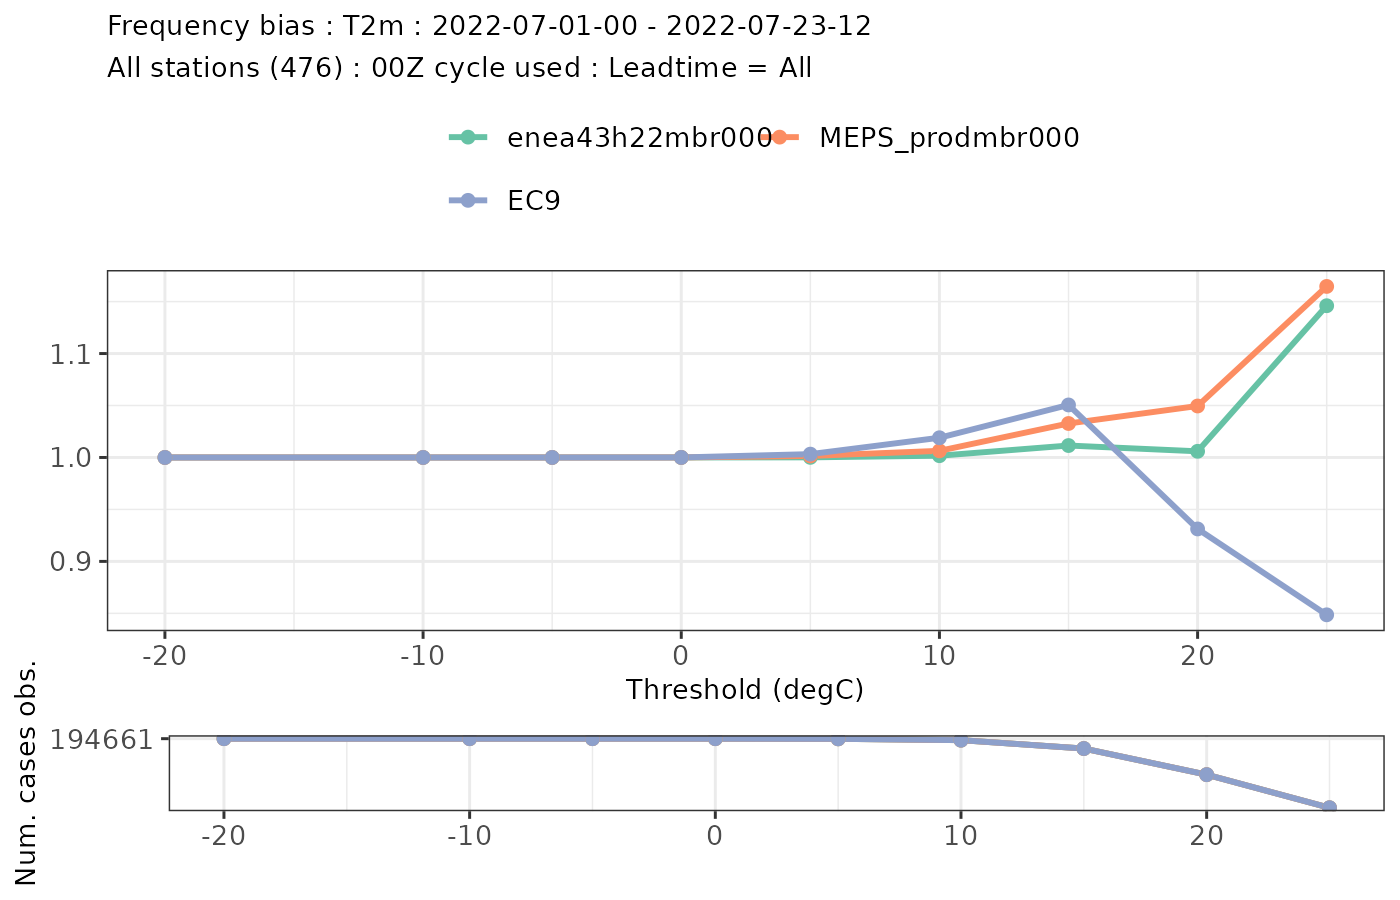 Frequency bias : T2m : 2022-07-01-00 - 2022-07-23-12
All stations (476) : 00Z cycle used : Leadtime = All
enea43h22mbr000 MEPS_prodmbr000
EC9
1.1
1.0
0.9
-20 -10 0 10 20
Threshold (degC)
Num. cases obs.
194661
-20 -10 0 10 20